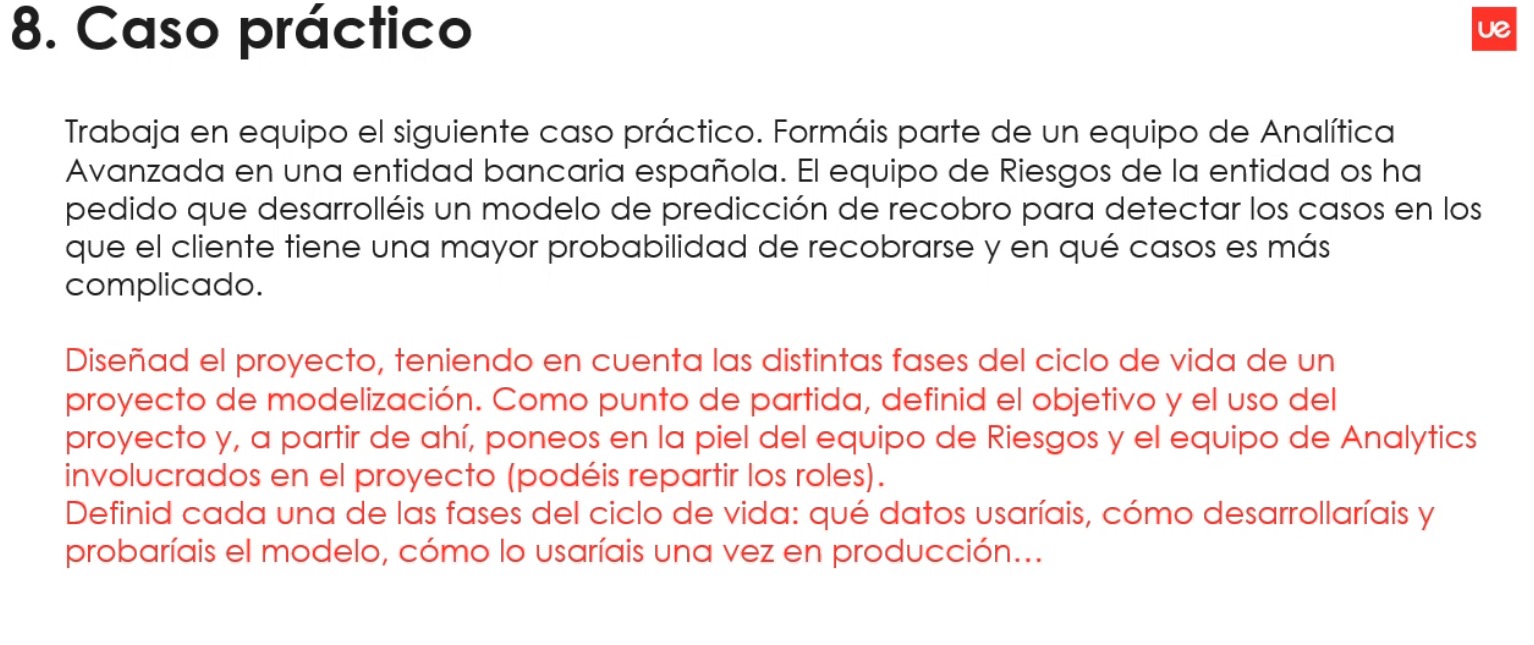 8. Caso práctico
ue
Trabaja en equipo el siguiente caso práctico. Formáis parte de un equipo de Analítica
Avanzada en una entidad bancaria española. El equipo de Riesgos de la entidad os ha
pedido que desarrolléis un modelo de predicción de recobro para detectar los casos en los
que el cliente tiene una mayor probabilidad de recobrarse y en qué casos es más
complicado.
Diseñad el proyecto, teniendo en cuenta las distintas fases del ciclo de vida de un
proyecto de modelización. Como punto de partida, definid el objetivo y el uso del
proyecto y, a partir de ahí, poneos en la piel del equipo de Riesgos y el equipo de Analytics
involucrados en el proyecto (podéis repartir los roles).
Definid cada una de las fases del ciclo de vida: qué datos usaríais, cómo desarrollaríais y
probaríais el modelo, cómo lo usaríais una vez en producción...